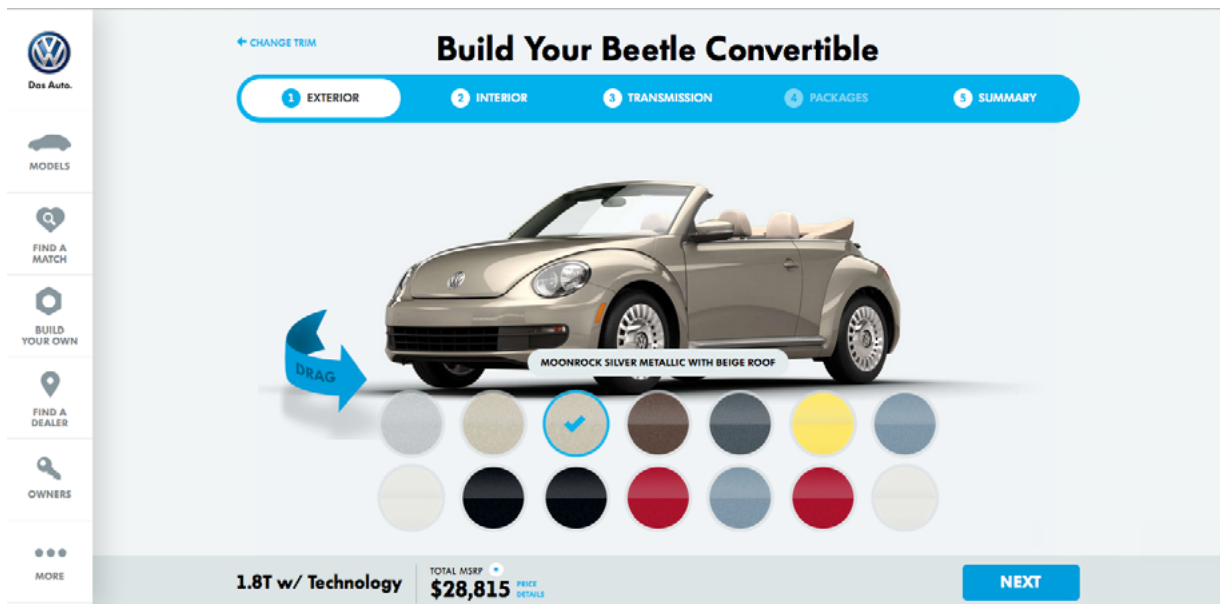 Das Auto.
MODELS
FIND A
MATCH
BUILD
YOUR OWN
FIND A
DEALER
OWNERS
MORE
CHANGE TRIM
Build Your Beetle Convertible
1 EXTERIOR
2 INTERIOR
3 TRANSMISSION
4 PACKAGES
5 SUMMARY
DRAG
MOONROCK SILVER METALLIC WITH BEIGE ROOF
1.8T w/ Technology
TOTAL MSRP
$28,815
PRICE
DETAILS
NEXT